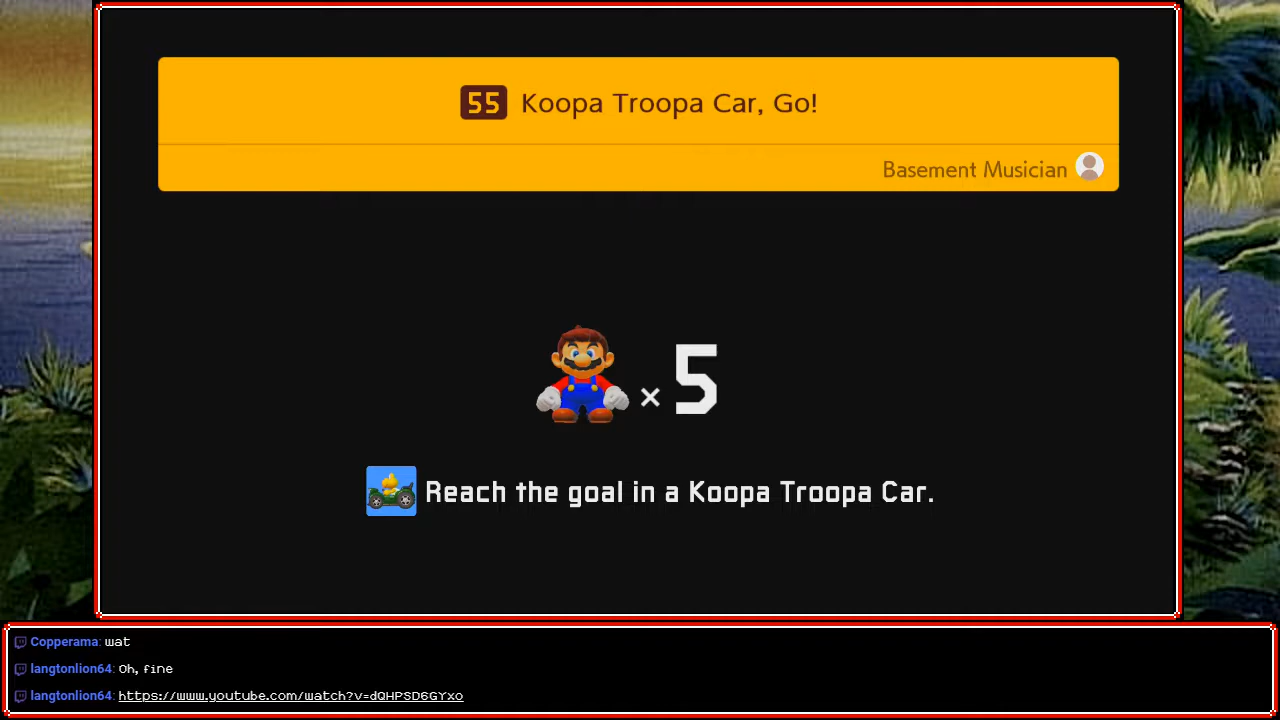 55 Koopa Troopa Car, Go!
Basement Musician
× 5
Reach the goal in a Koopa Troopa Car.
Copperama: wat
langtonlion64: Oh, fine
langtonlion64: https://www.youtube.com/watch?v=dQHPSD6GYxo